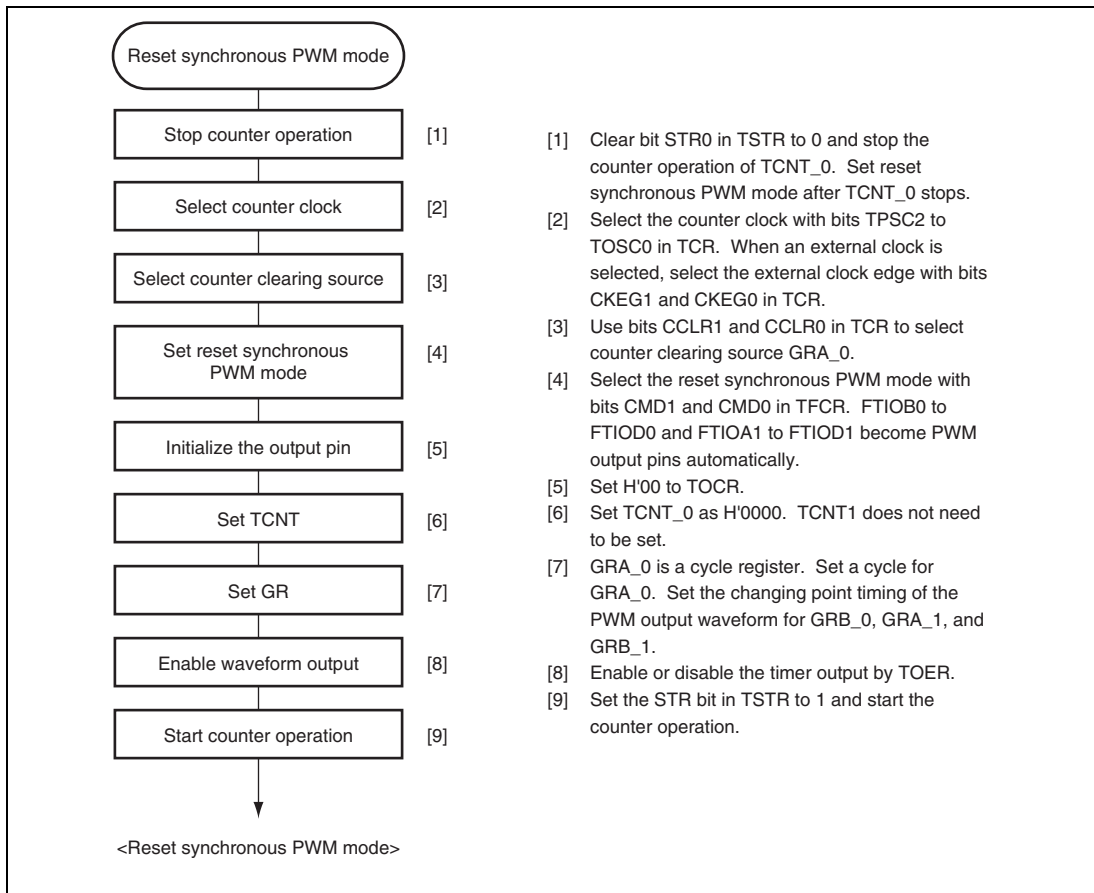 Reset synchronous PWM mode
Stop counter operation
[1]
Select counter clock
[2]
Select counter clearing source
[3]
Set reset synchronous
PWM mode
[4]
Initialize the output pin
[5]
Set TCNT
[6]
Set GR
[7]
Enable waveform output
[8]
Start counter operation
[9]
<Reset synchronous PWM mode>
[1] Clear bit STR0 in TSTR to 0 and stop the
counter operation of TCNT_0. Set reset
synchronous PWM mode after TCNT_0 stops.
[2] Select the counter clock with bits TPSC2 to
TOSC0 in TCR. When an external clock is
selected, select the external clock edge with bits
CKEG1 and CKEG0 in TCR.
[3] Use bits CCLR1 and CCLR0 in TCR to select
counter clearing source GRA_0.
[4] Select the reset synchronous PWM mode with
bits CMD1 and CMD0 in TFCR. FTIOB0 to
FTIOD0 and FTIOA1 to FTIOD1 become PWM
output pins automatically.
[5] Set H'00 to TOCR.
[6] Set TCNT_0 as H'0000. TCNT1 does not need
to be set.
[7] GRA_0 is a cycle register. Set a cycle for
GRA_0. Set the changing point timing of the
PWM output waveform for GRB_0, GRA_1, and
GRB_1.
[8] Enable or disable the timer output by TOER.
[9] Set the STR bit in TSTR to 1 and start the
counter operation.